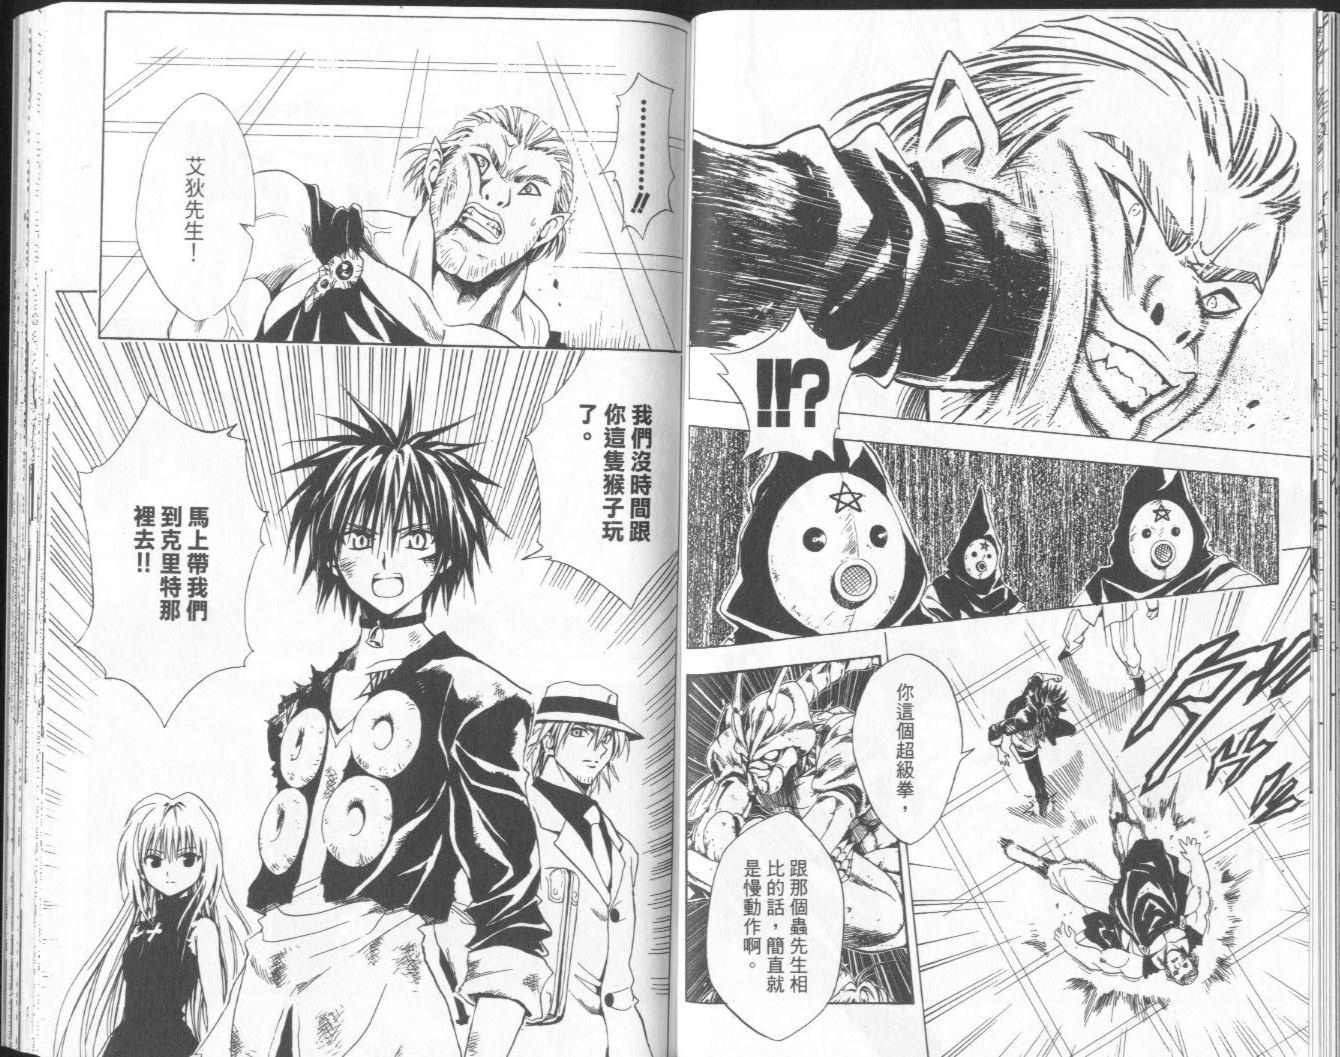 !!?
你這個超級拳，
跟那個蟲先生相
比的話，簡直就
是慢動作啊。
…………!!
艾狄先生！
我們沒時間跟
你這隻猴子玩
了。
馬上帶我們
到克里特那
裡去!!